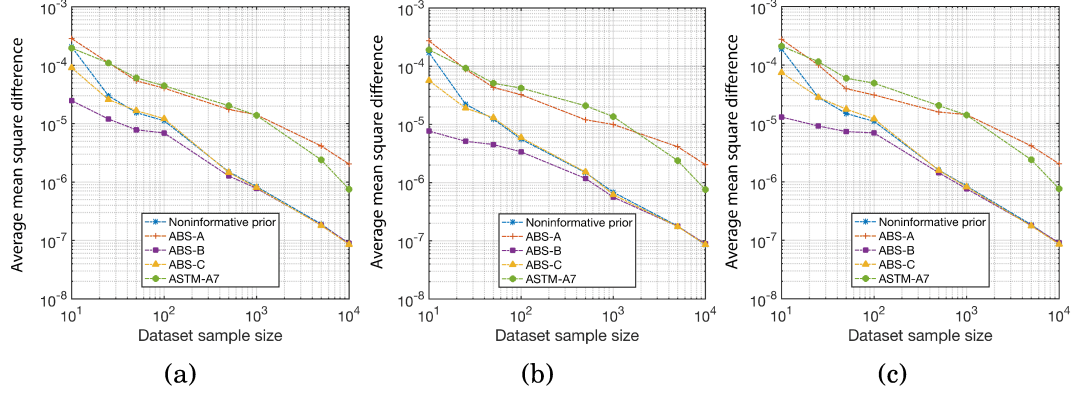 10^-3
10^-4
10^-5
10^-6
10^-7
10^-8
Average mean square difference
Noninformative prior
ABS-A
ABS-B
ABS-C
ASTM-A7
10^1 10^2 10^3 10^4
Dataset sample size
(a)
10^-3
10^-4
10^-5
10^-6
10^-7
10^-8
Average mean square difference
Noninformative prior
ABS-A
ABS-B
ABS-C
ASTM-A7
10^1 10^2 10^3 10^4
Dataset sample size
(b)
10^-3
10^-4
10^-5
10^-6
10^-7
10^-8
Average mean square difference
Noninformative prior
ABS-A
ABS-B
ABS-C
ASTM-A7
10^1 10^2 10^3 10^4
Dataset sample size
(c)